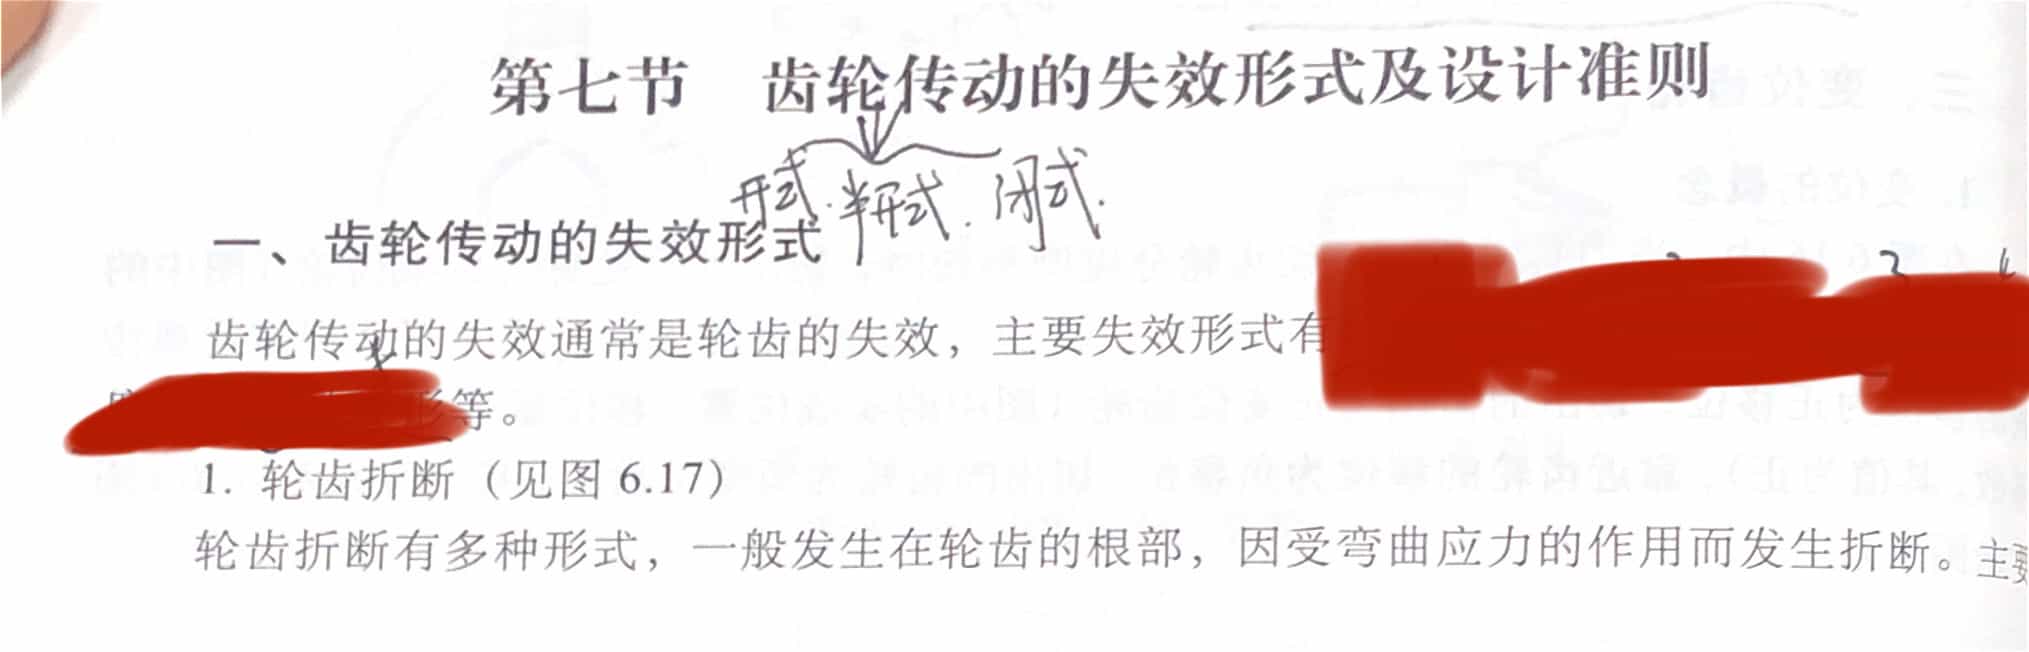 第七节 齿轮传动的失效形式及设计准则
开式.半开式.闭式.
一、齿轮传动的失效形式
齿轮传动的失效通常是轮齿的失效，主要失效形式有
3
形等。
1. 轮齿折断（见图 6.17）
轮齿折断有多种形式，一般发生在轮齿的根部，因受弯曲应力的作用而发生折断。主要